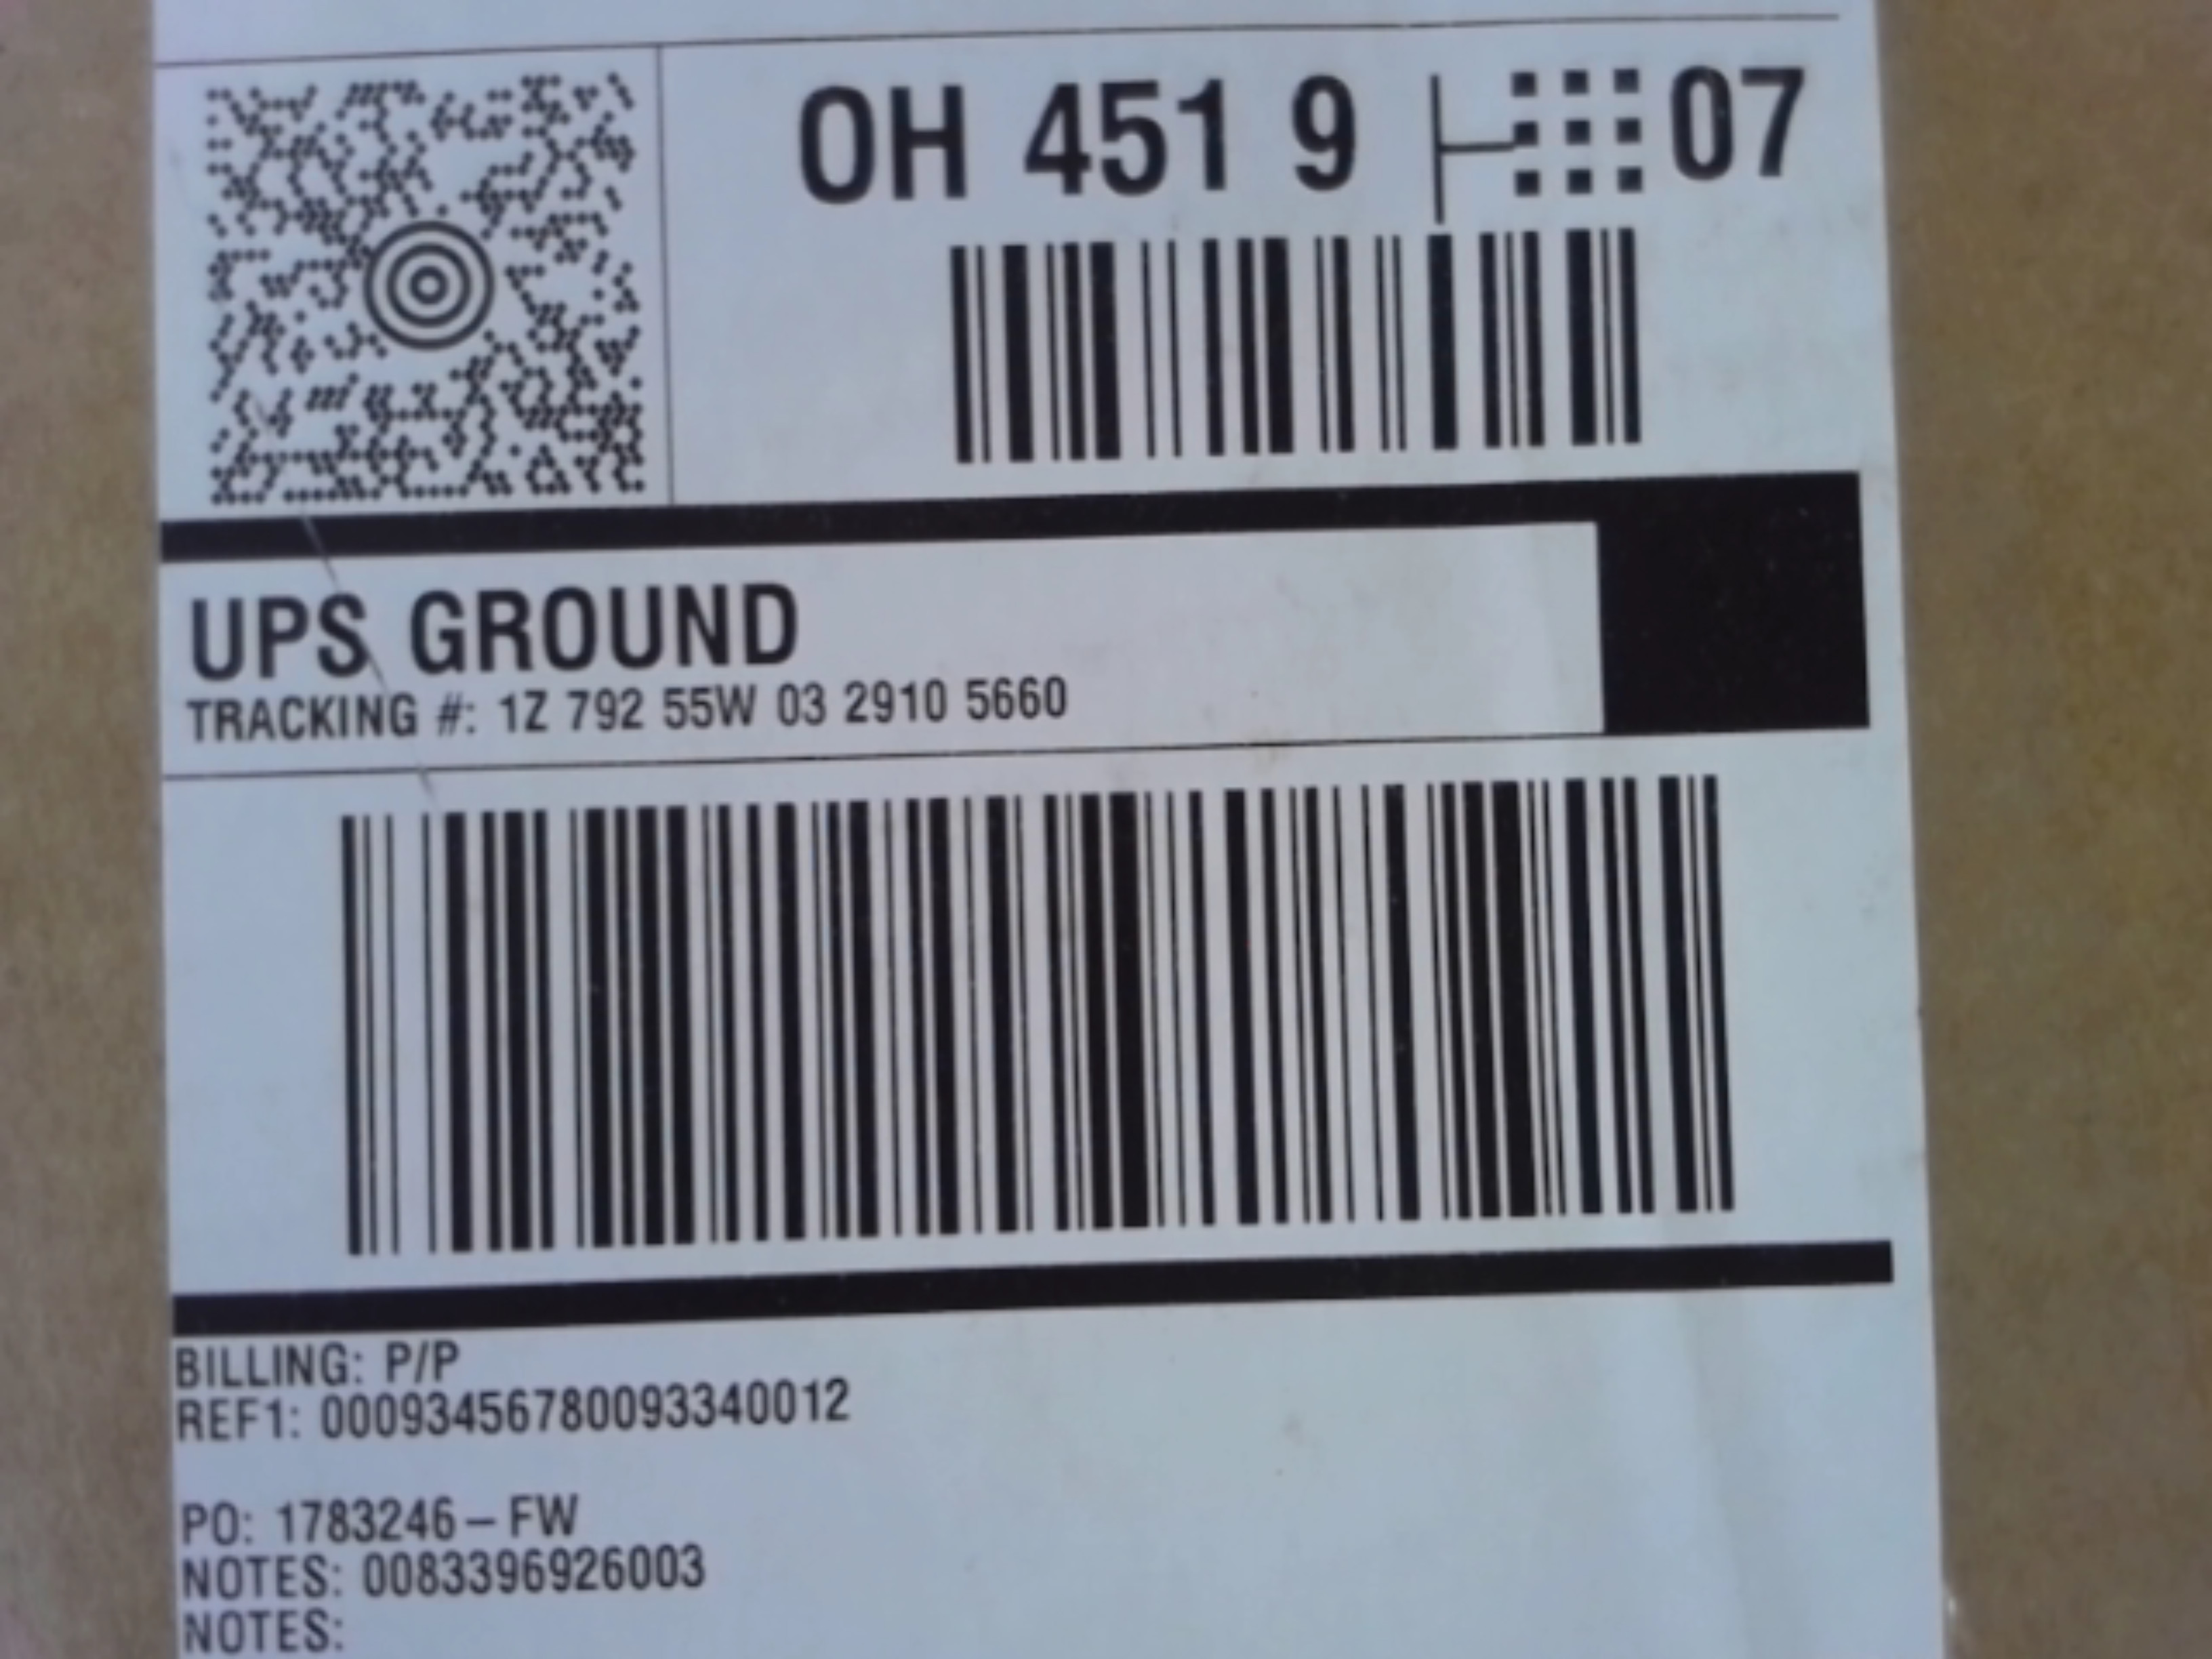 OH 451 9 07
UPS GROUND
TRACKING #: 1Z 792 55W 03 2910 5660
BILLING: P/P
REF1: 00093456780093340012
PO: 1783246-FW
NOTES: 0083396926003
NOTES: